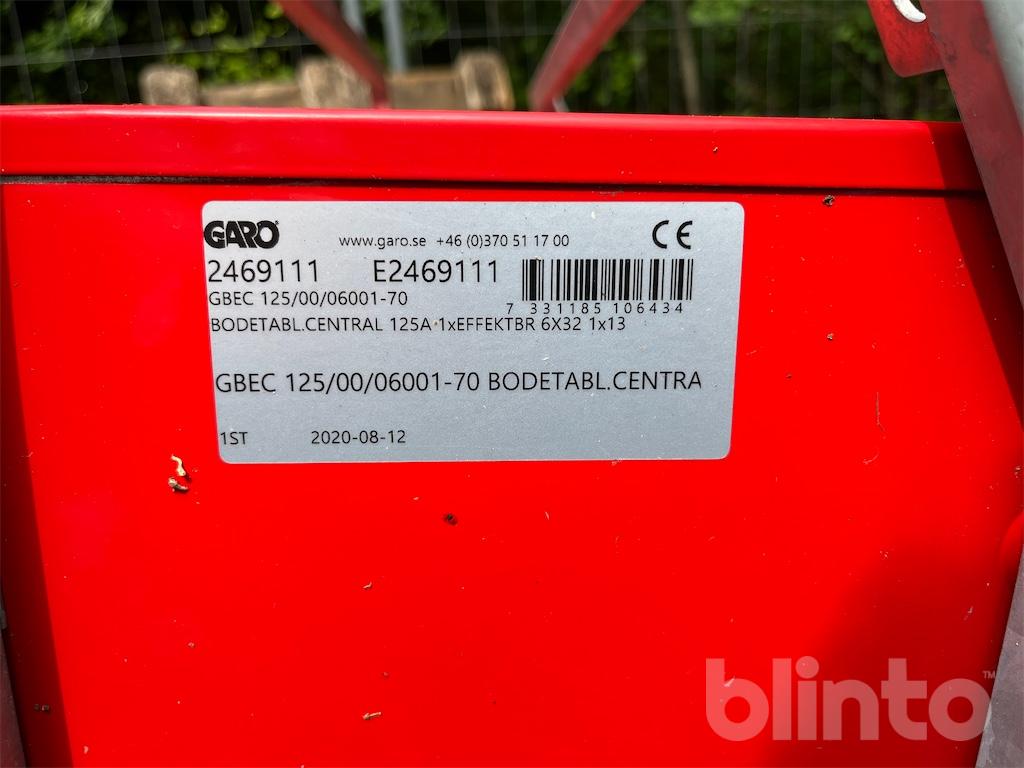 GARO www.garo.se +46 (0)370 51 17 00 CE
2469111 E2469111
GBEC 125/00/06001-70 7 331185 106434
BODETABL.CENTRAL 125A 1xEFFEKTBR 6X32 1x13
GBEC 125/00/06001-70 BODETABL.CENTRA
1ST 2020-08-12
blinto™